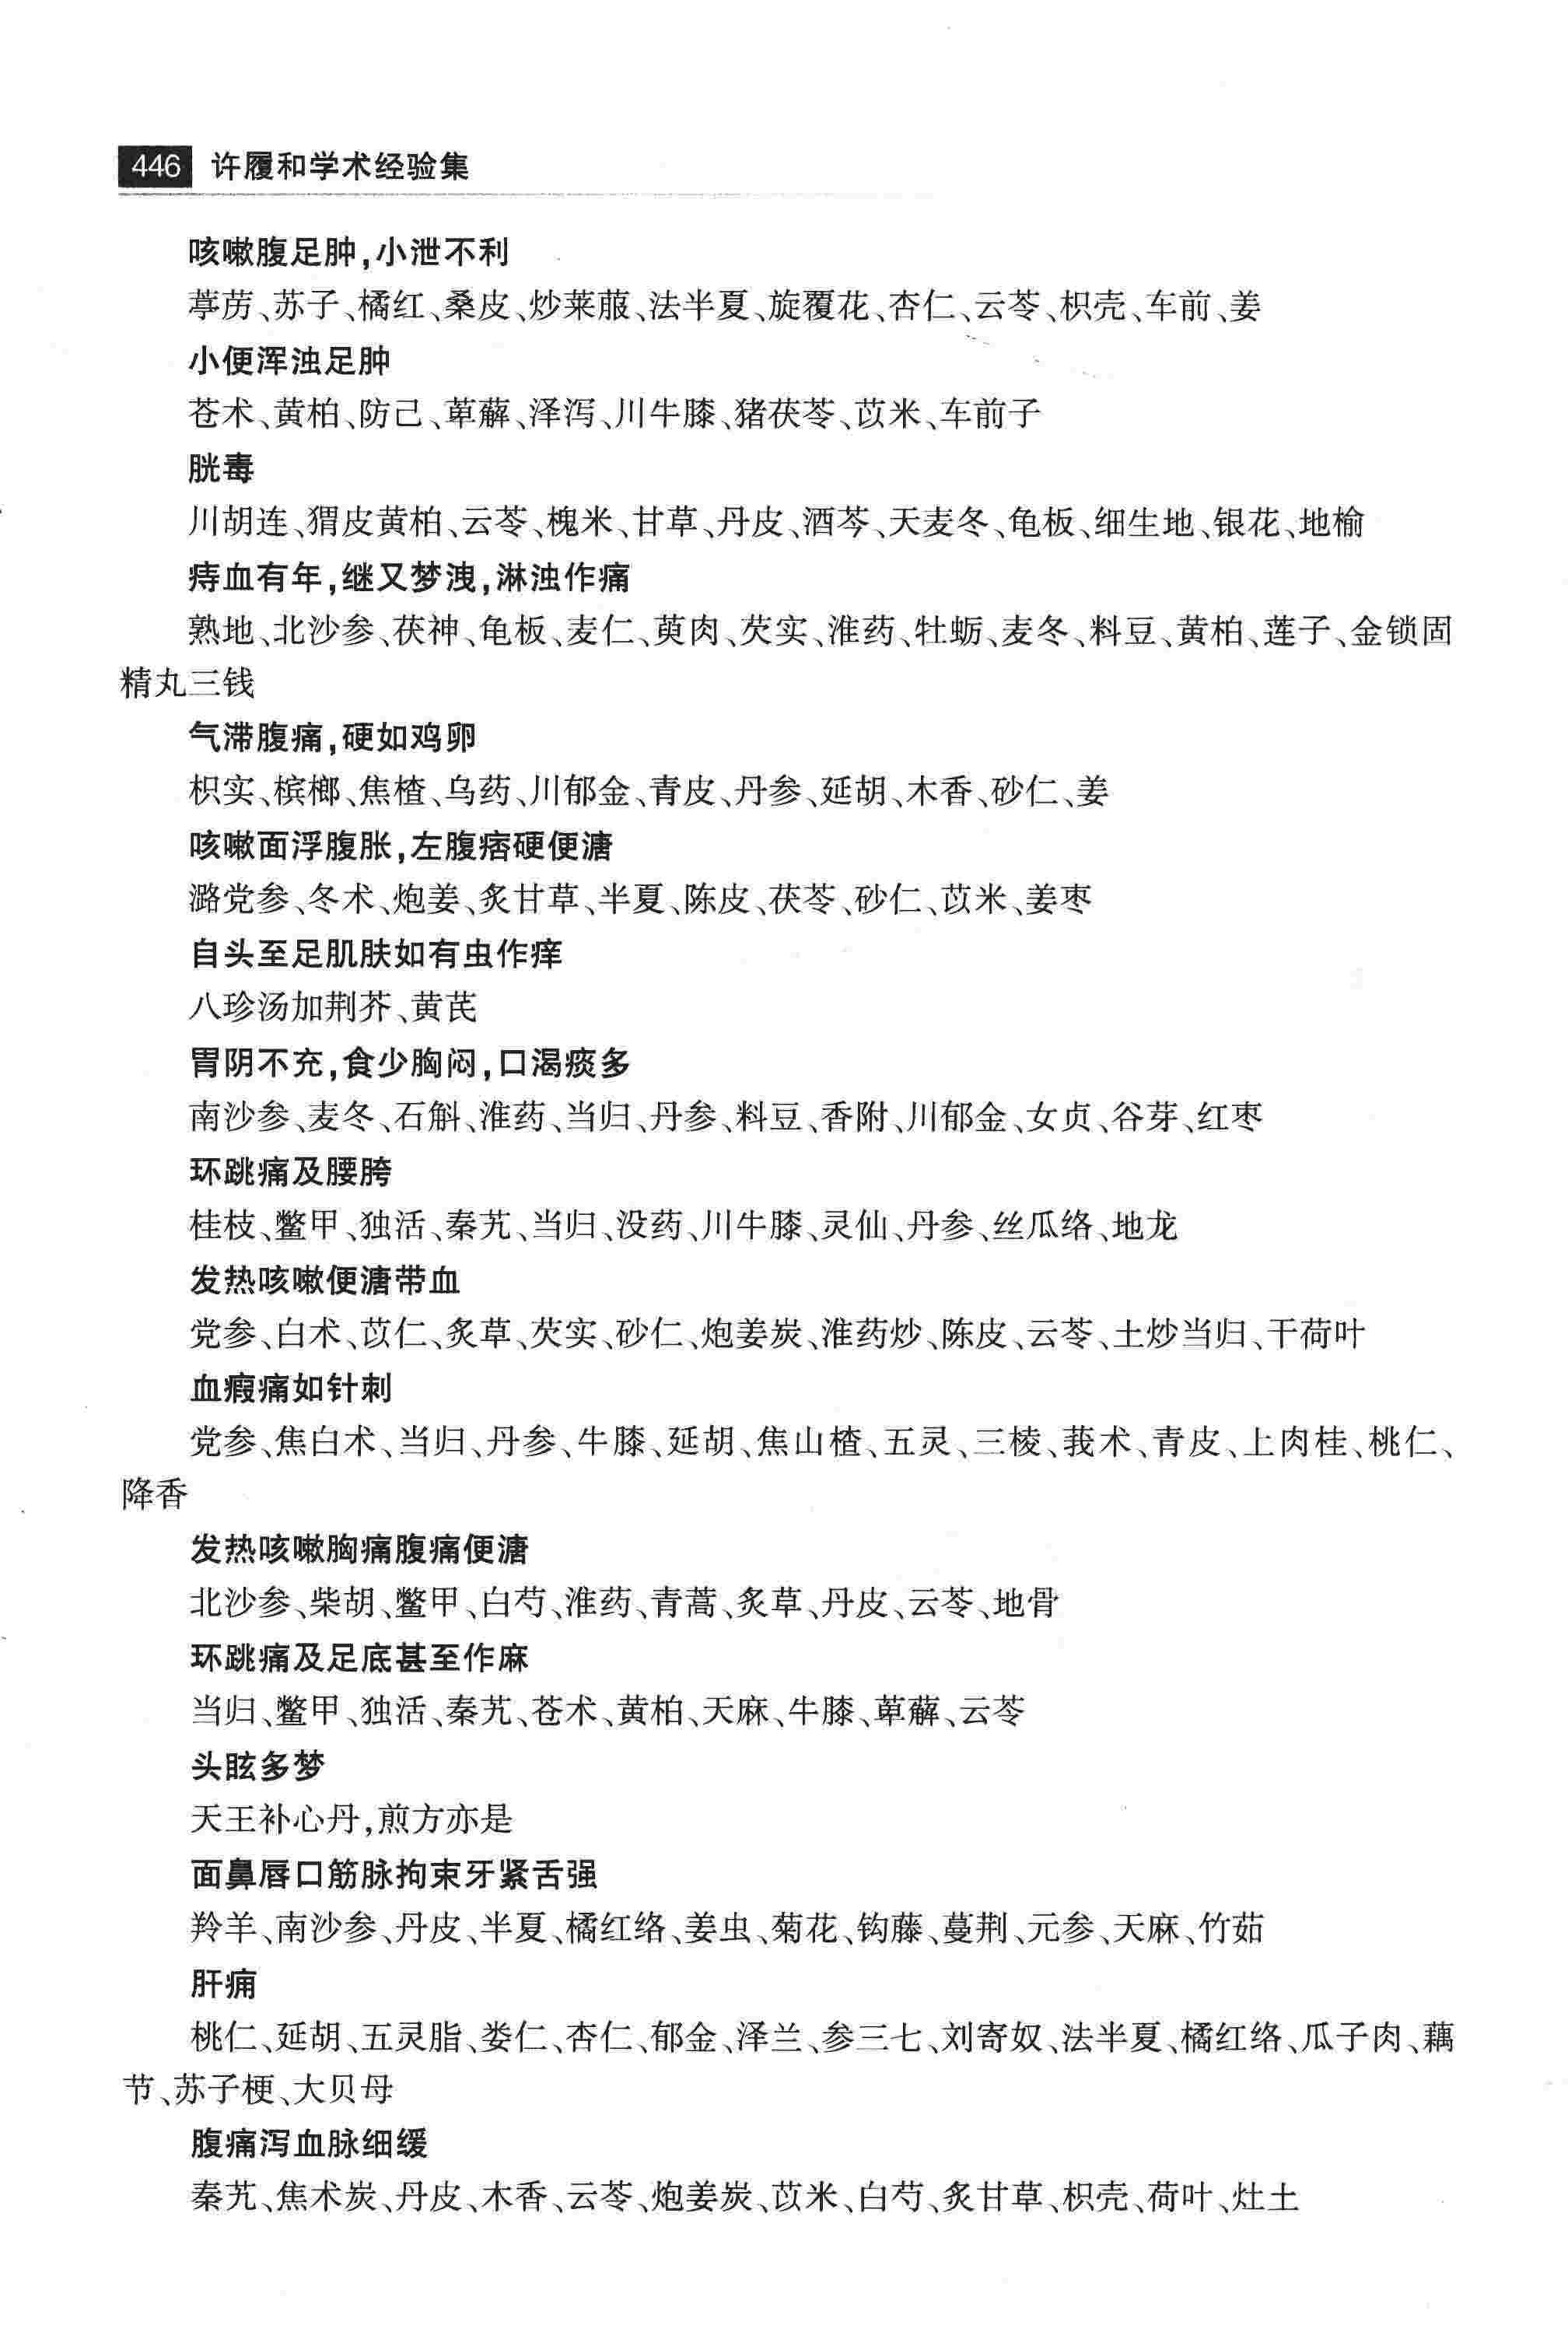 446 许履和学术经验集
咳嗽腹足肿,小泄不利
葶苈、苏子、橘红、桑皮、炒莱菔、法半夏、旋覆花、杏仁、云苓、枳壳、车前、姜
小便浑浊足肿
苍术、黄柏、防己、萆薢、泽泻、川牛膝、猪茯苓、苡米、车前子
胱毒
川胡连、猬皮黄柏、云苓、槐米、甘草、丹皮、酒芩、天麦冬、龟板、细生地、银花、地榆
痔血有年,继又梦洩,淋浊作痛
熟地、北沙参、茯神、龟板、麦仁、萸肉、芡实、淮药、牡蛎、麦冬、料豆、黄柏、莲子、金锁固
精丸三钱
气滞腹痛,硬如鸡卵
枳实、槟榔、焦楂、乌药、川郁金、青皮、丹参、延胡、木香、砂仁、姜
咳嗽面浮腹胀,左腹痞硬便溏
潞党参、冬术、炮姜、炙甘草、半夏、陈皮、茯苓、砂仁、苡米、姜枣
自头至足肌肤如有虫作痒
八珍汤加荆芥、黄芪
胃阴不充,食少胸闷,口渴痰多
南沙参、麦冬、石斛、淮药、当归、丹参、料豆、香附、川郁金、女贞、谷芽、红枣
环跳痛及腰胯
桂枝、鳖甲、独活、秦艽、当归、没药、川牛膝、灵仙、丹参、丝瓜络、地龙
发热咳嗽便溏带血
党参、白术、苡仁、炙草、芡实、砂仁、炮姜炭、淮药炒、陈皮、云苓、土炒当归、干荷叶
血瘕痛如针刺
党参、焦白术、当归、丹参、牛膝、延胡、焦山楂、五灵、三棱、莪术、青皮、上肉桂、桃仁、
降香
发热咳嗽胸痛腹痛便溏
北沙参、柴胡、鳖甲、白芍、淮药、青蒿、炙草、丹皮、云苓、地骨
环跳痛及足底甚至作麻
当归、鳖甲、独活、秦艽、苍术、黄柏、天麻、牛膝、萆薢、云苓
头眩多梦
天王补心丹,煎方亦是
面鼻唇口筋脉拘束牙紧舌强
羚羊、南沙参、丹皮、半夏、橘红络、姜虫、菊花、钩藤、蔓荆、元参、天麻、竹茹
肝痈
桃仁、延胡、五灵脂、娄仁、杏仁、郁金、泽兰、参三七、刘寄奴、法半夏、橘红络、瓜子肉、藕
节、苏子梗、大贝母
腹痛泻血脉细缓
秦艽、焦术炭、丹皮、木香、云苓、炮姜炭、苡米、白芍、炙甘草、枳壳、荷叶、灶土